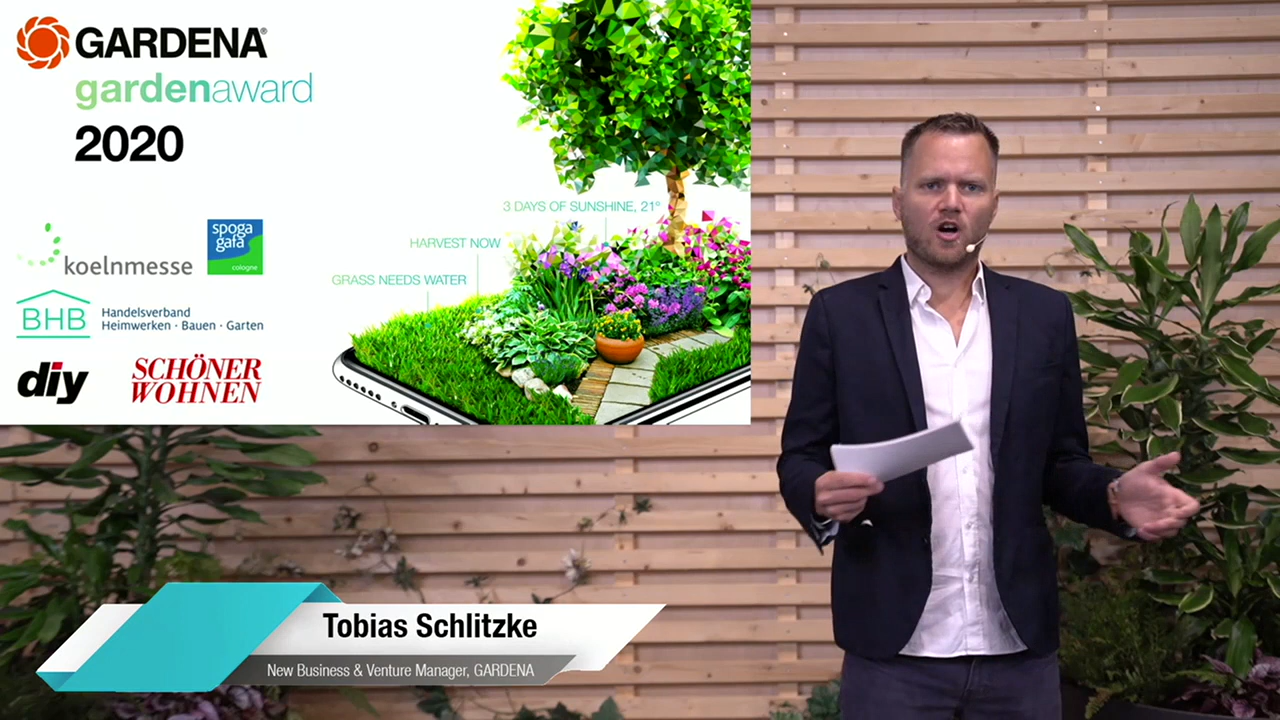 GARDENA®
gardenaward
2020
3 DAYS OF SUNSHINE, 21°
HARVEST NOW
GRASS NEEDS WATER
koelnmesse
spoga
gafa
cologne
BHB
Handelsverband
Heimwerken · Bauen · Garten
diy
SCHÖNER
WOHNEN
Tobias Schlitzke
New Business & Venture Manager, GARDENA